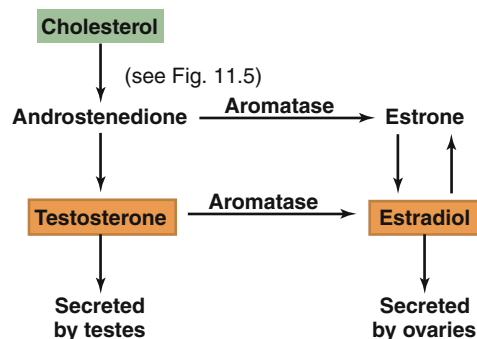 Cholesterol
(see Fig. 11.5)
Androstenedione
Aromatase
Estrone
Testosterone
Aromatase
Estradiol
Secreted
by testes
Secreted
by ovaries